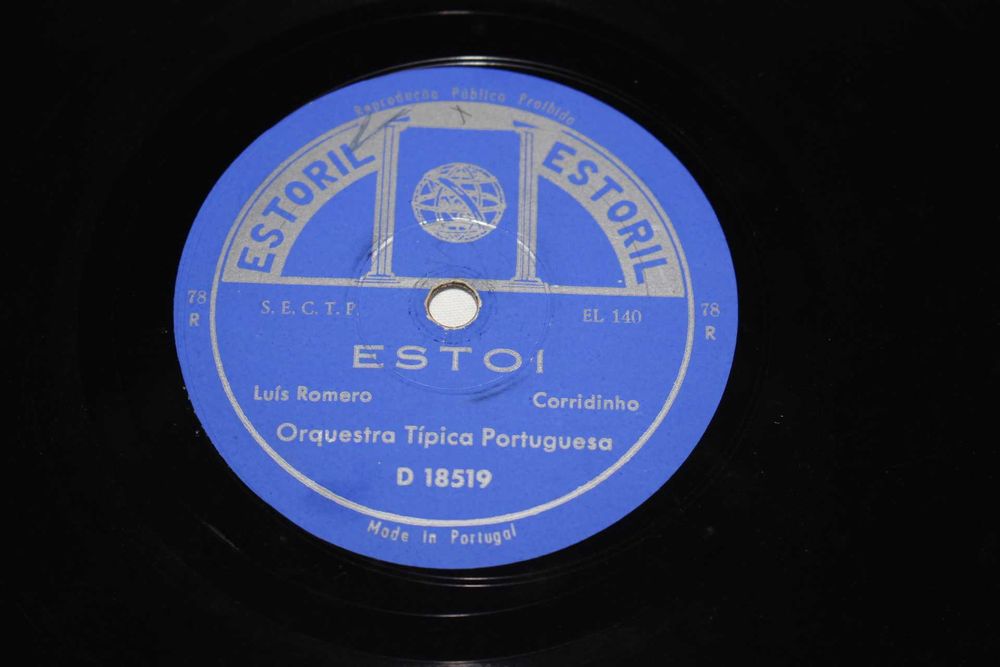 Reprodução Pública Proibida
ESTORIL ESTORIL
78 R
78 R
S. E. C. T. P. EL 140
ESTOI
Luís Romero Corridinho
Orquestra Típica Portuguesa
D 18519
Made in Portugal